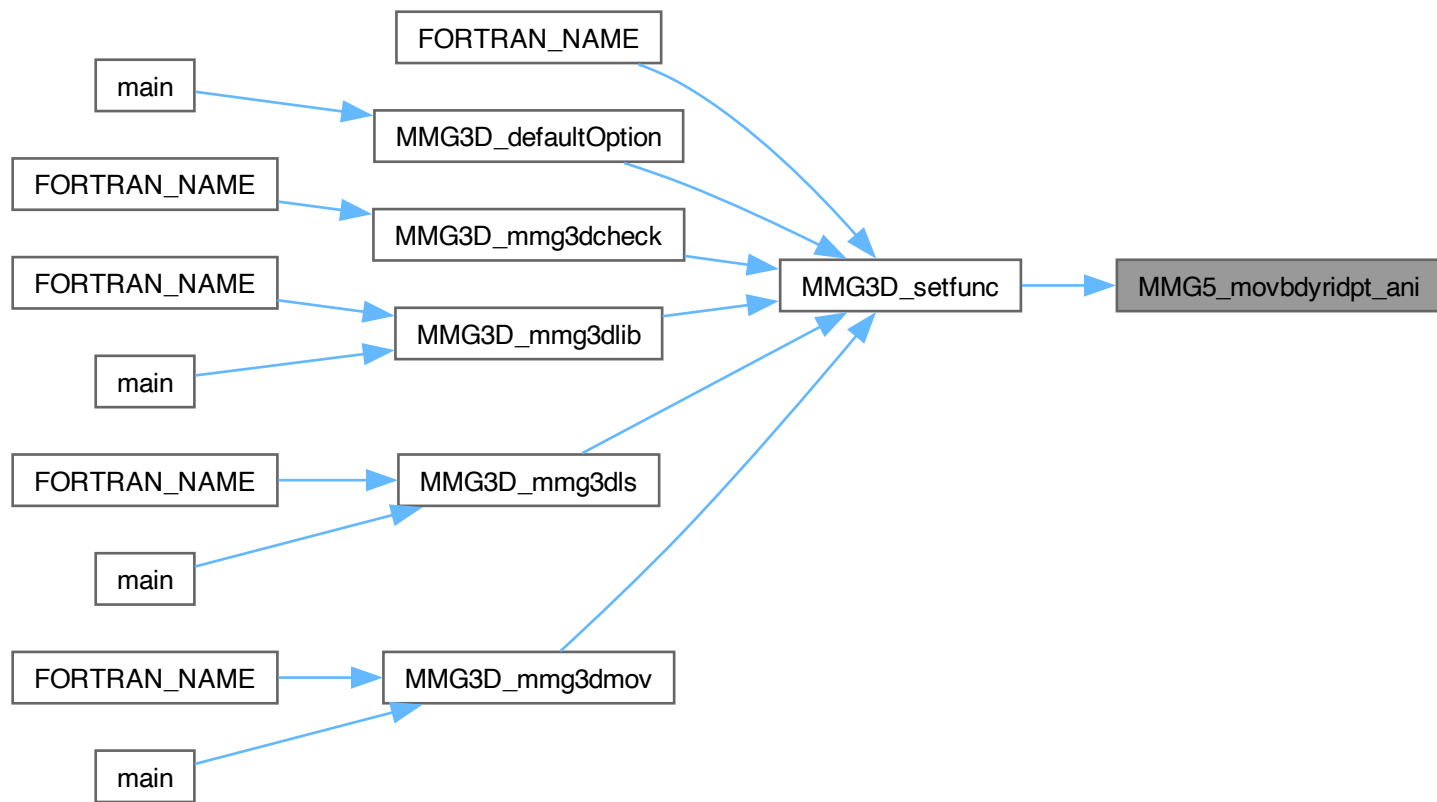 FORTRAN_NAME
main
MMG3D_defaultOption
FORTRAN_NAME
MMG3D_mmg3dcheck
FORTRAN_NAME
MMG3D_setfunc
MMG5_movbdyridpt_ani
MMG3D_mmg3dlib
main
FORTRAN_NAME
MMG3D_mmg3dls
main
FORTRAN_NAME
MMG3D_mmg3dmov
main